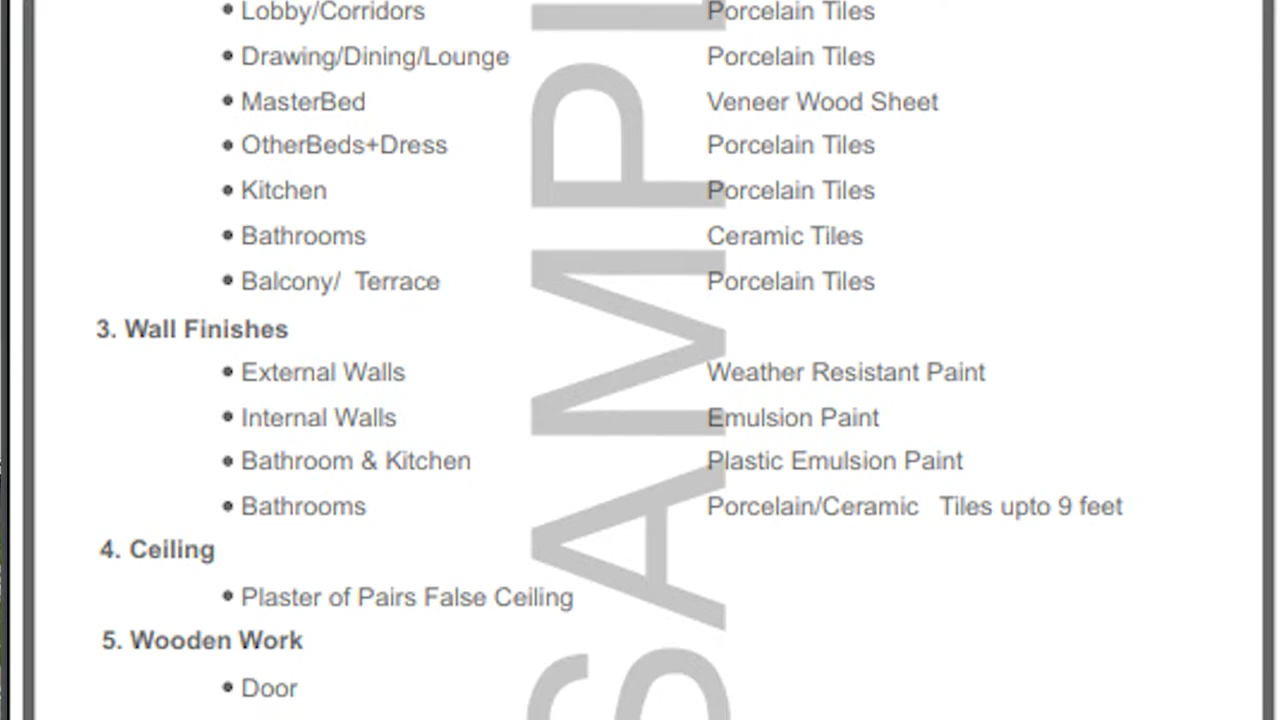 • Lobby/Corridors Porcelain Tiles
• Drawing/Dining/Lounge Porcelain Tiles
• MasterBed Veneer Wood Sheet
• OtherBeds+Dress Porcelain Tiles
• Kitchen Porcelain Tiles
• Bathrooms Ceramic Tiles
• Balcony/ Terrace Porcelain Tiles
3. Wall Finishes
• External Walls Weather Resistant Paint
• Internal Walls Emulsion Paint
• Bathroom & Kitchen Plastic Emulsion Paint
• Bathrooms Porcelain/Ceramic Tiles upto 9 feet
4. Ceiling
• Plaster of Pairs False Ceiling
5. Wooden Work
• Door